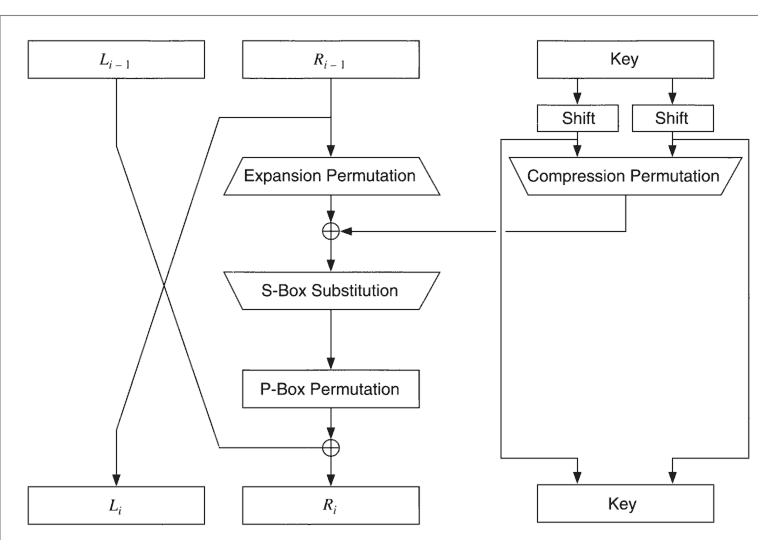 L_{i-1}
R_{i-1}
Key
Shift
Shift
Expansion Permutation
Compression Permutation
S-Box Substitution
P-Box Permutation
L_i
R_i
Key